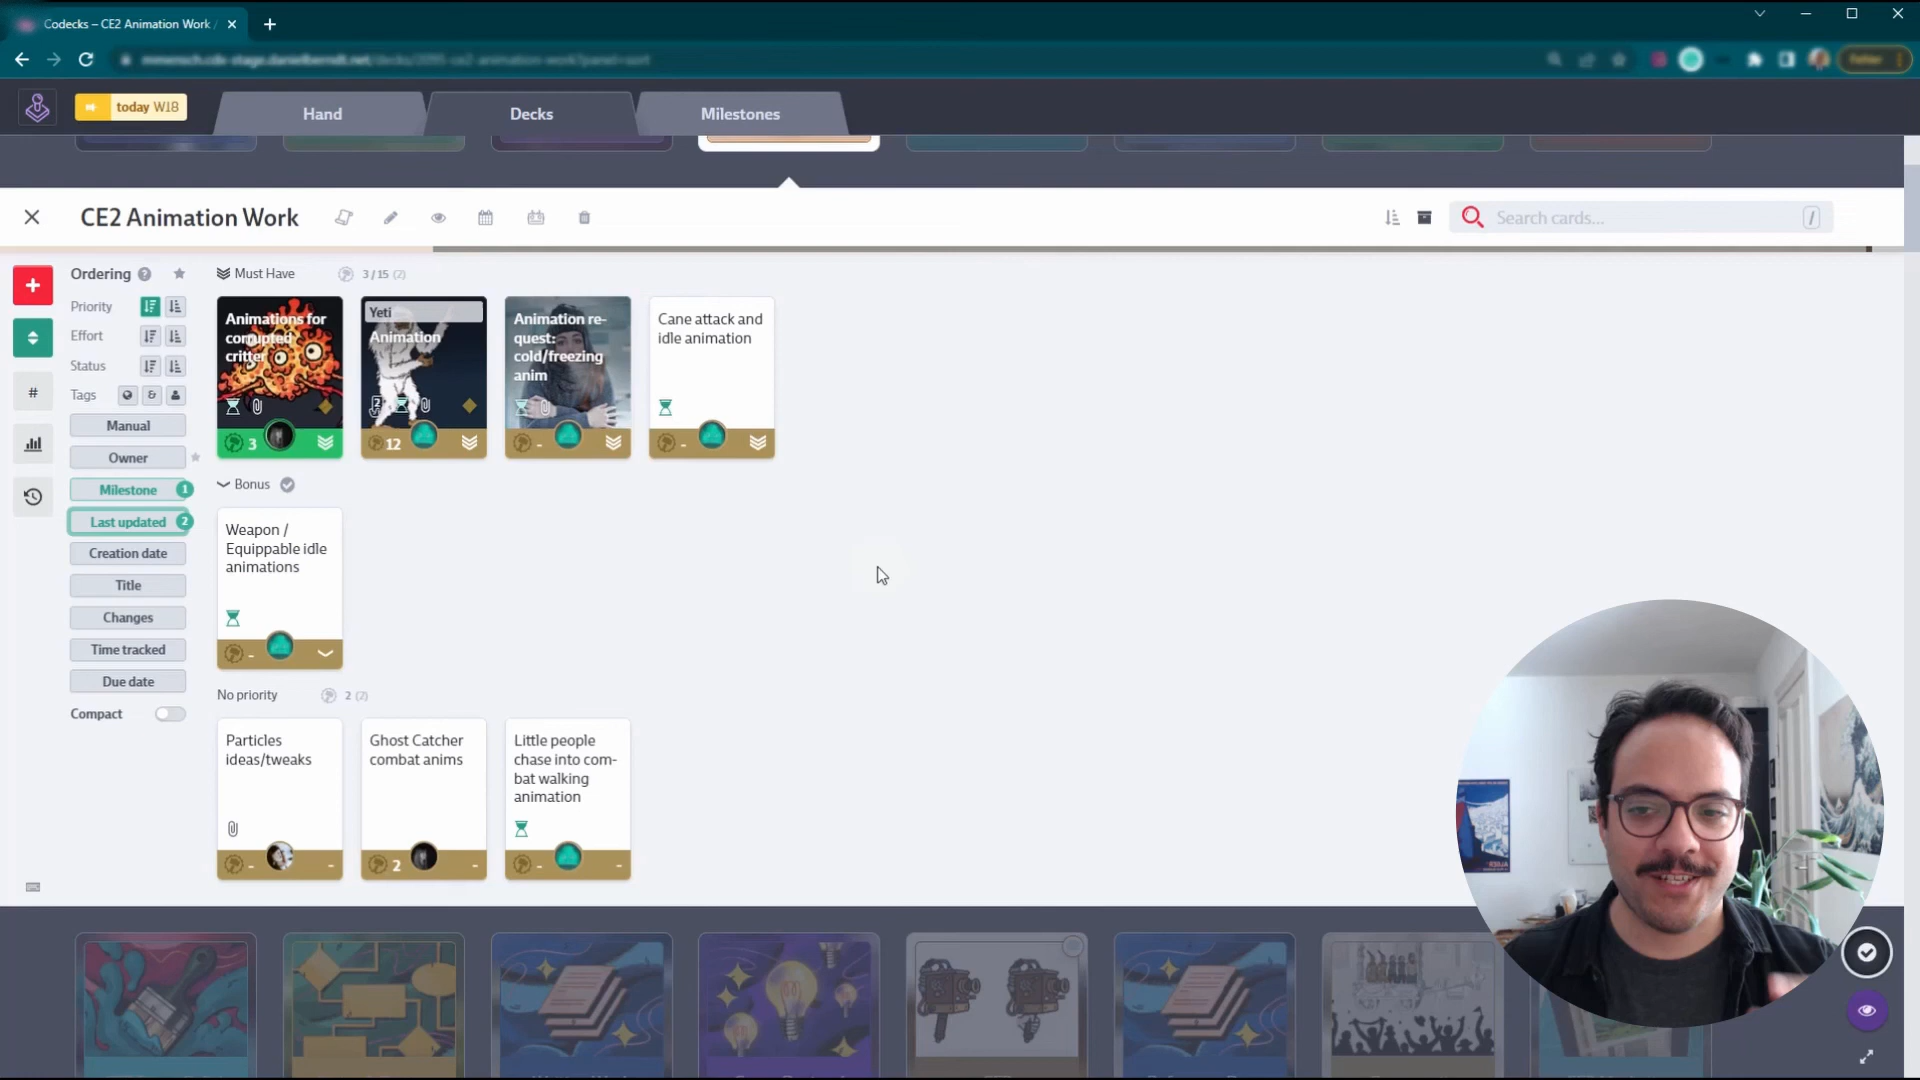 Codecks – CE2 Animation Work /
today W18
Hand
Decks
Milestones
CE2 Animation Work
Search cards...
/
Ordering ?
Priority
Effort
Status
Tags
Manual
Owner
Milestone 1
Last updated 2
Creation date
Title
Changes
Time tracked
Due date
Compact
#
Must Have
3 / 15 (2)
Animations for
corrupted
critter
3
Yeti
Animation
2
12
Animation re-
quest:
cold/freezing
anim
-
Cane attack and
idle animation
-
Bonus
Weapon /
Equippable idle
animations
-
No priority
2 (2)
Particles
ideas/tweaks
- -
Ghost Catcher
combat anims
2 -
Little people
chase into com-
bat walking
animation
- -